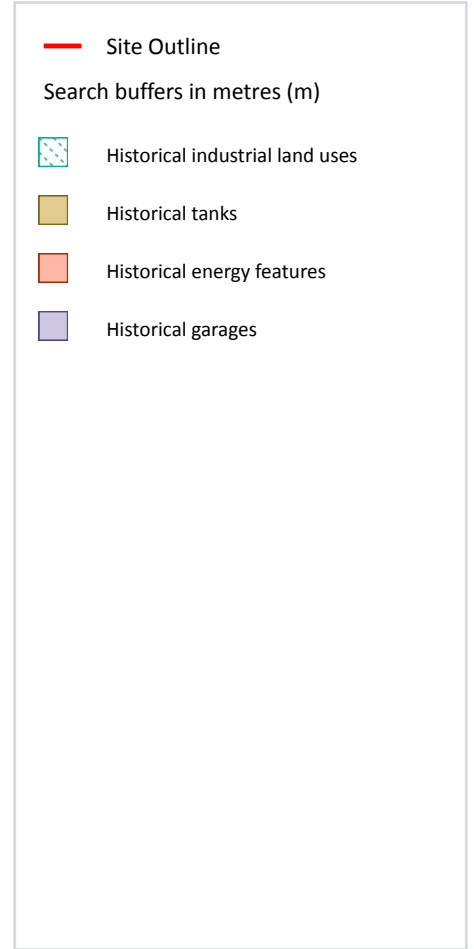 Site Outline
Search buffers in metres (m)
Historical industrial land uses
Historical tanks
Historical energy features
Historical garages